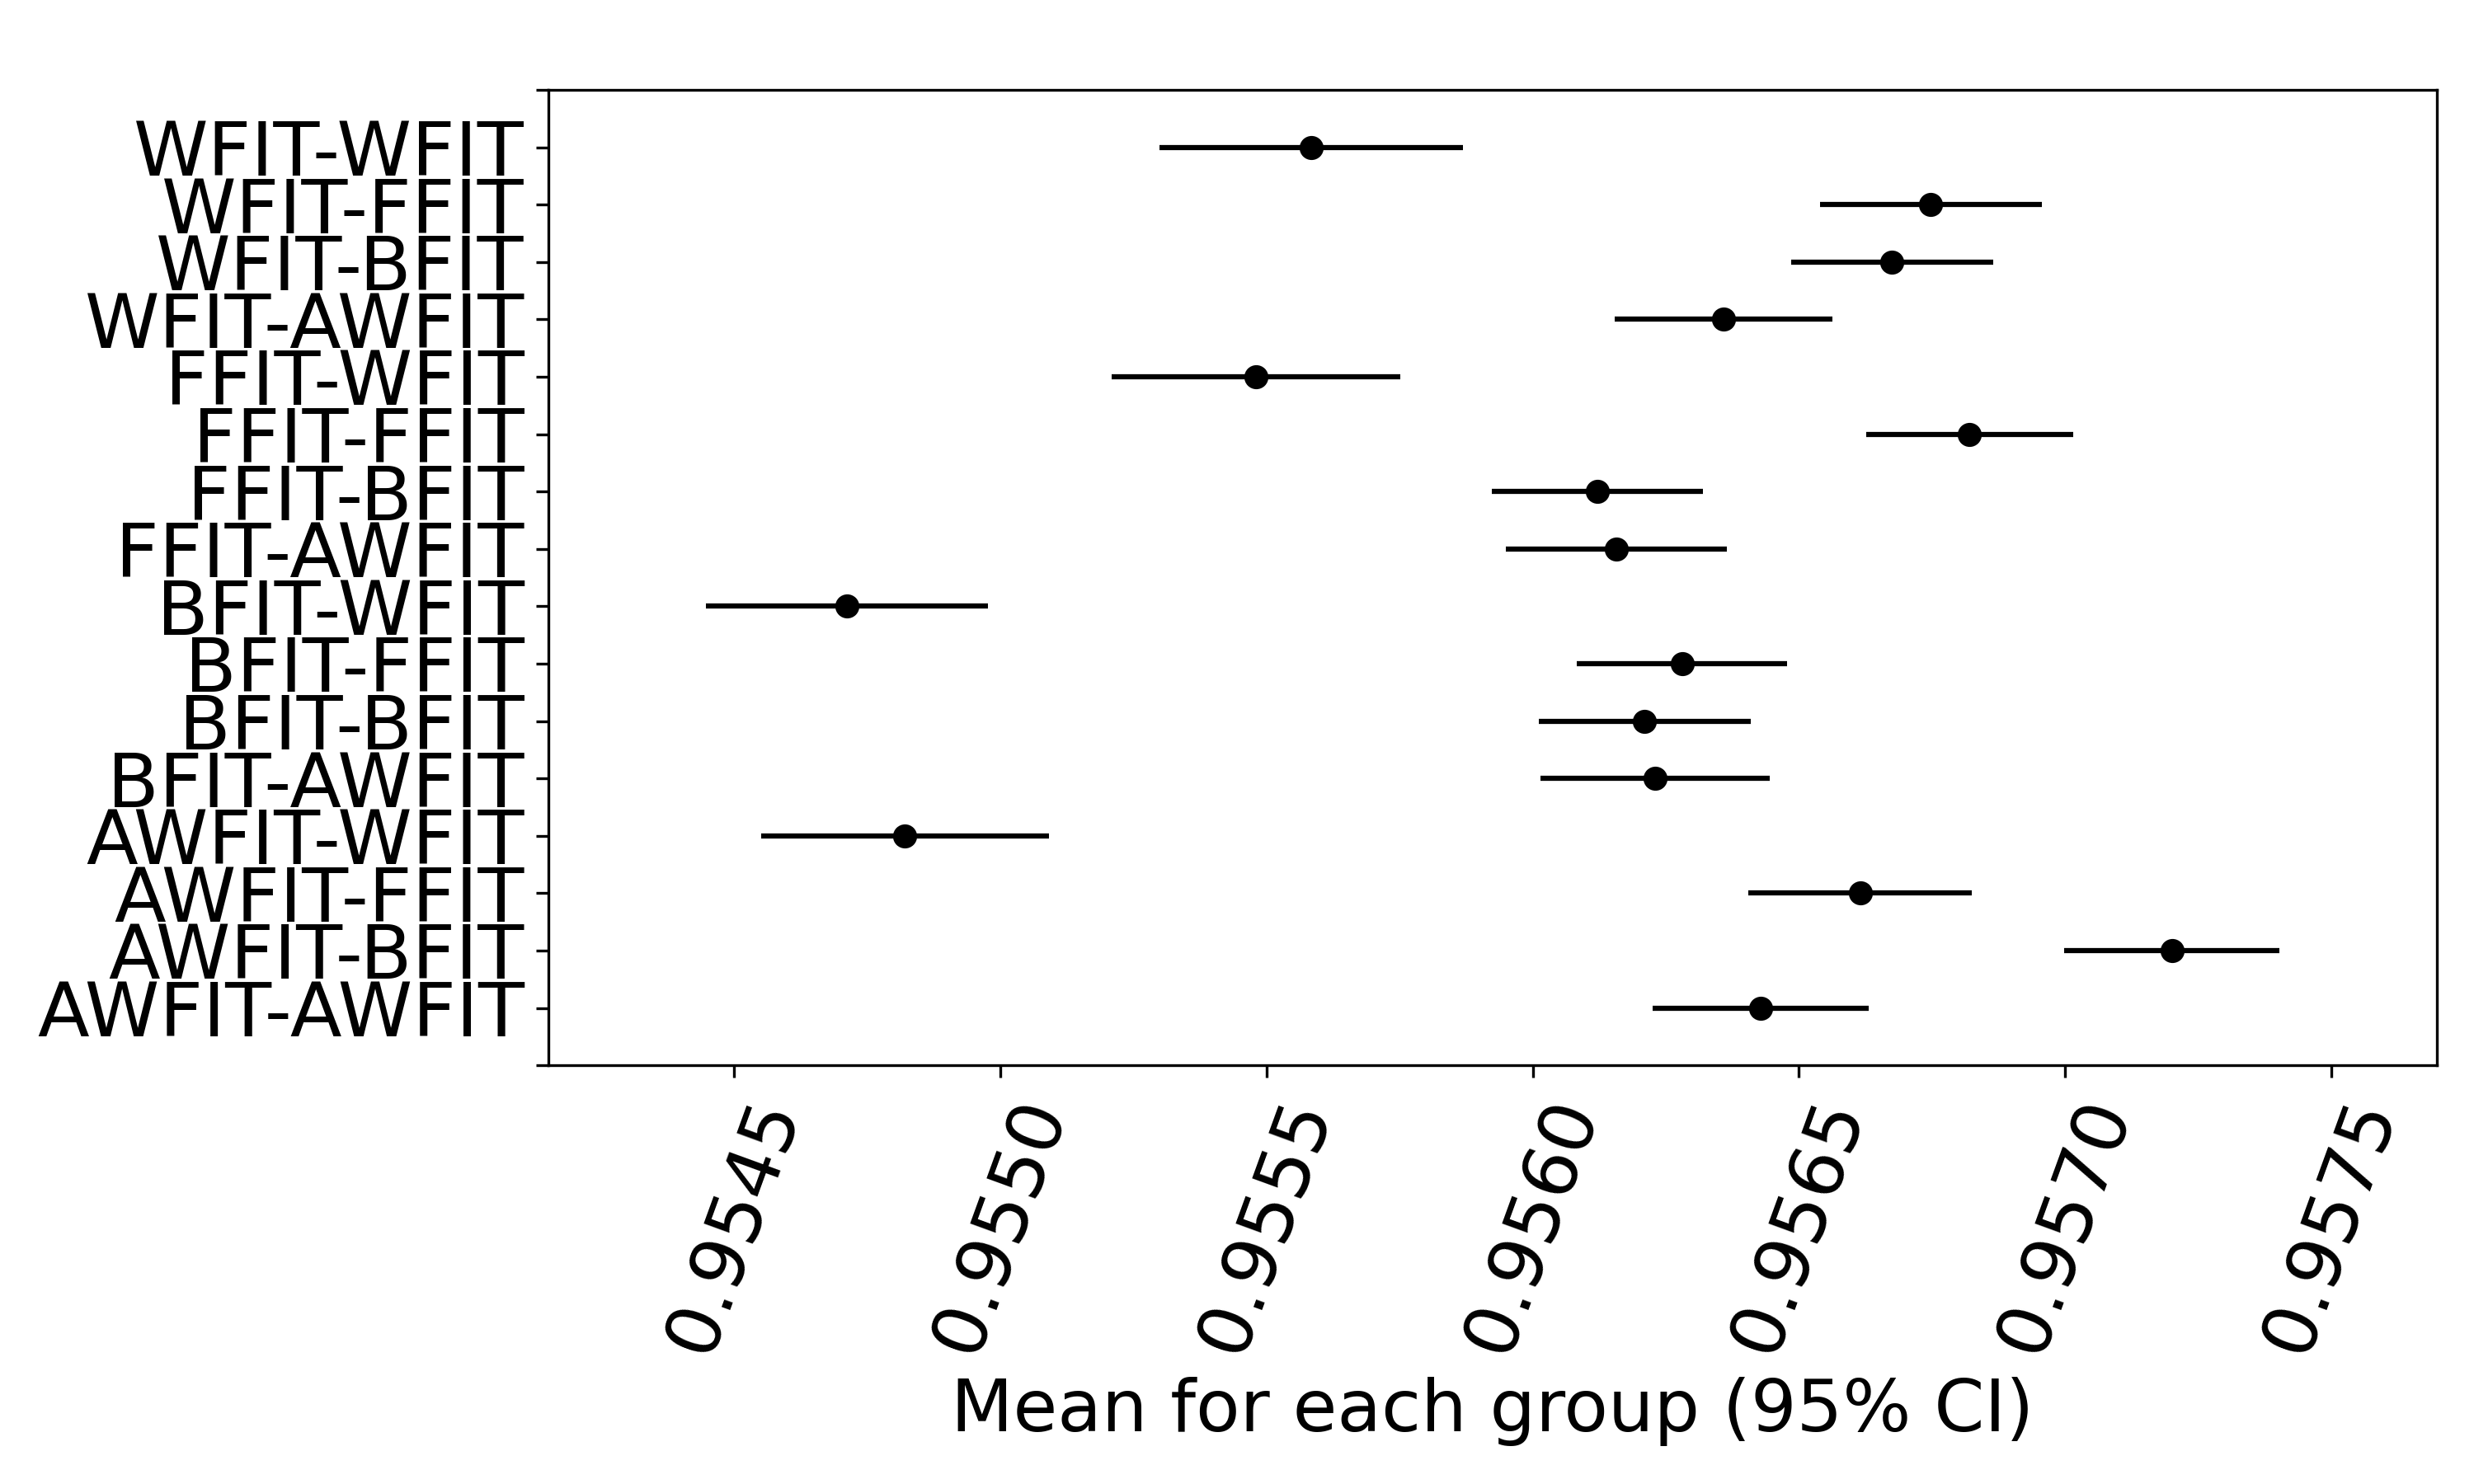 WFIT-WFIT
WFIT-FFIT
WFIT-BFIT
WFIT-AWFIT
FFIT-WFIT
FFIT-FFIT
FFIT-BFIT
FFIT-AWFIT
BFIT-WFIT
BFIT-FFIT
BFIT-BFIT
BFIT-AWFIT
AWFIT-WFIT
AWFIT-FFIT
AWFIT-BFIT
AWFIT-AWFIT
0.9545 0.9550 0.9555 0.9560 0.9565 0.9570 0.9575
Mean for each group (95% CI)